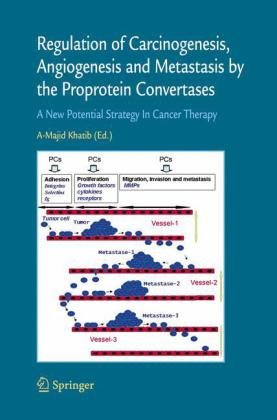 Regulation of Carcinogenesis,
Angiogenesis and Metastasis by
the Proprotein Convertases
A New Potential Strategy In Cancer Therapy
A-Majid Khatib (Ed.)
PCs PCs PCs
Adhesion
Integrins
Selectins
Ig
Proliferation
Growth factors
cytokines
receptors
Migration, invasion and metastasis
MMPs
Tumor cell
Tumor
Vessel-1
Metastase-1
Vessel-2
Metastase-2
Metastase-3
Vessel-3
Springer